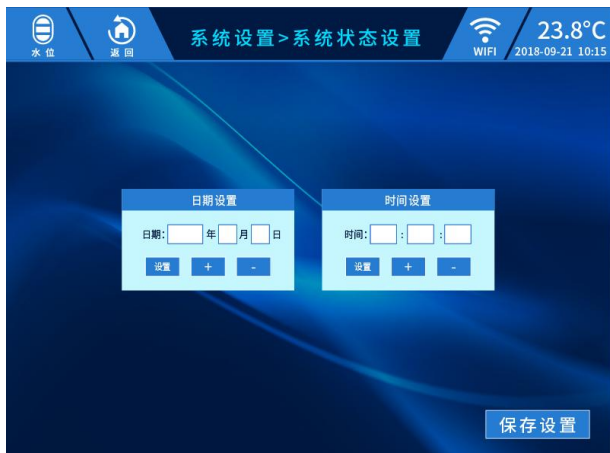 水位
返回
系统设置>系统状态设置
WIFI
23.8°C
2018-09-21 10:15
日期设置
日期: 年 月 日
设置 + -
时间设置
时间: : :
设置 + -
保存设置